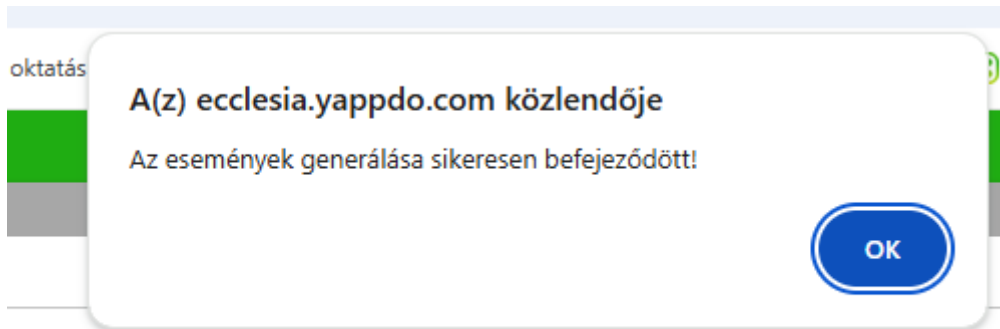 oktatás
A(z) ecclesia.yappdo.com közlendője
Az események generálása sikeresen befejeződött!
OK